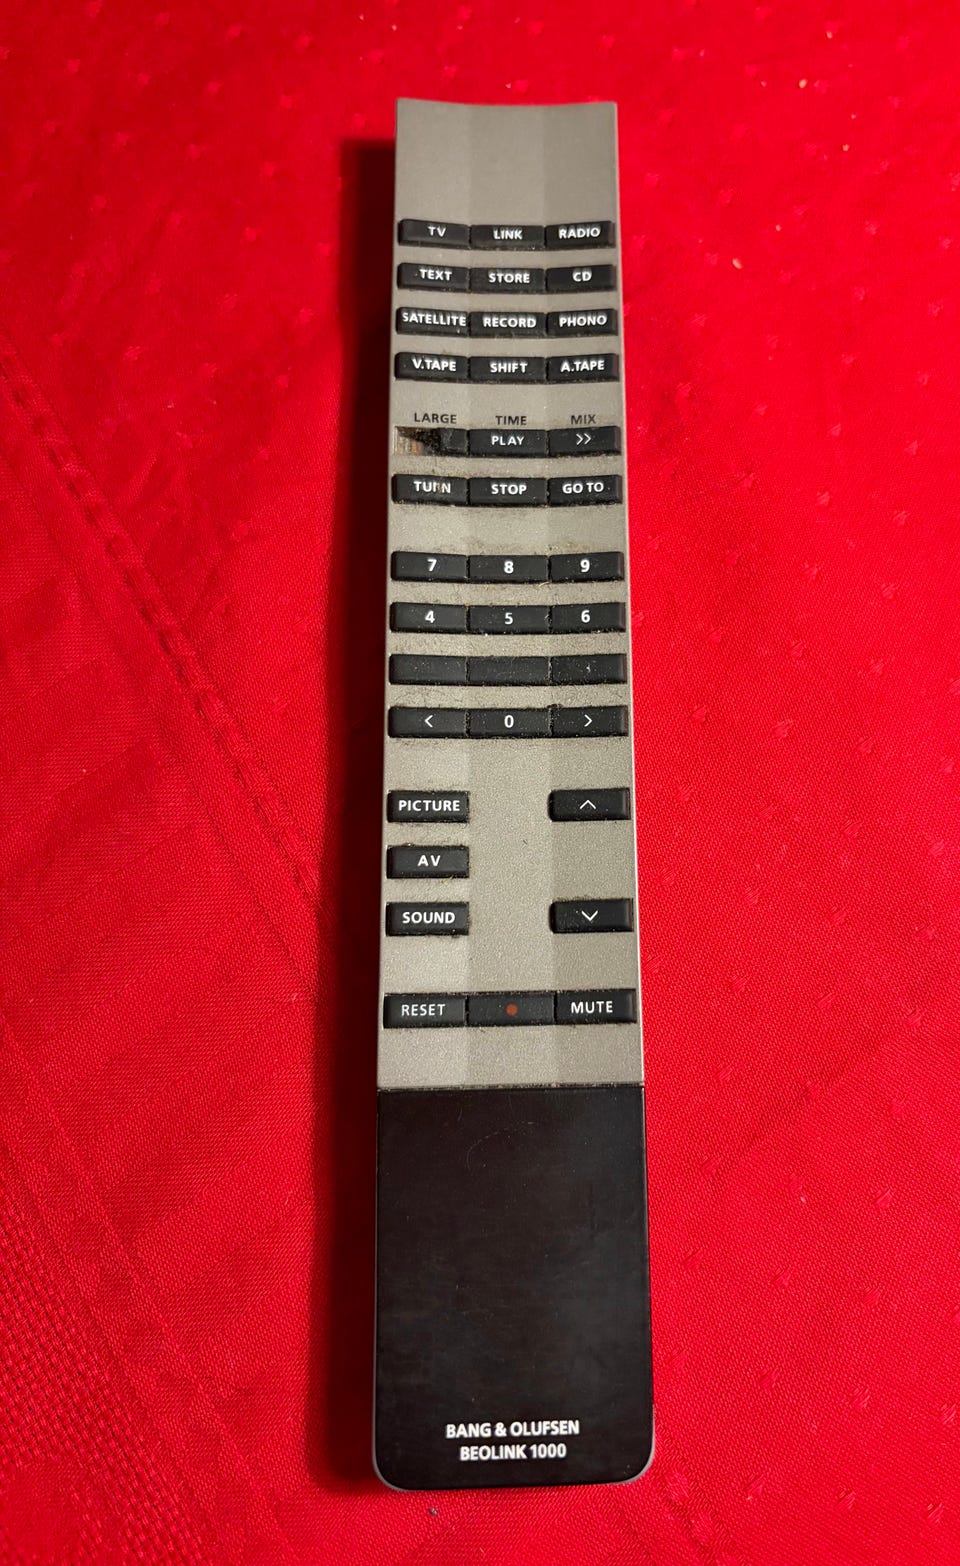 TV LINK RADIO
TEXT STORE CD
SATELLITE RECORD PHONO
V.TAPE SHIFT A.TAPE
LARGE TIME MIX
PLAY >>
TURN STOP GO TO
7 8 9
4 5 6
< 0 >
PICTURE ∧
AV
SOUND ∨
RESET MUTE
BANG & OLUFSEN
BEOLINK 1000